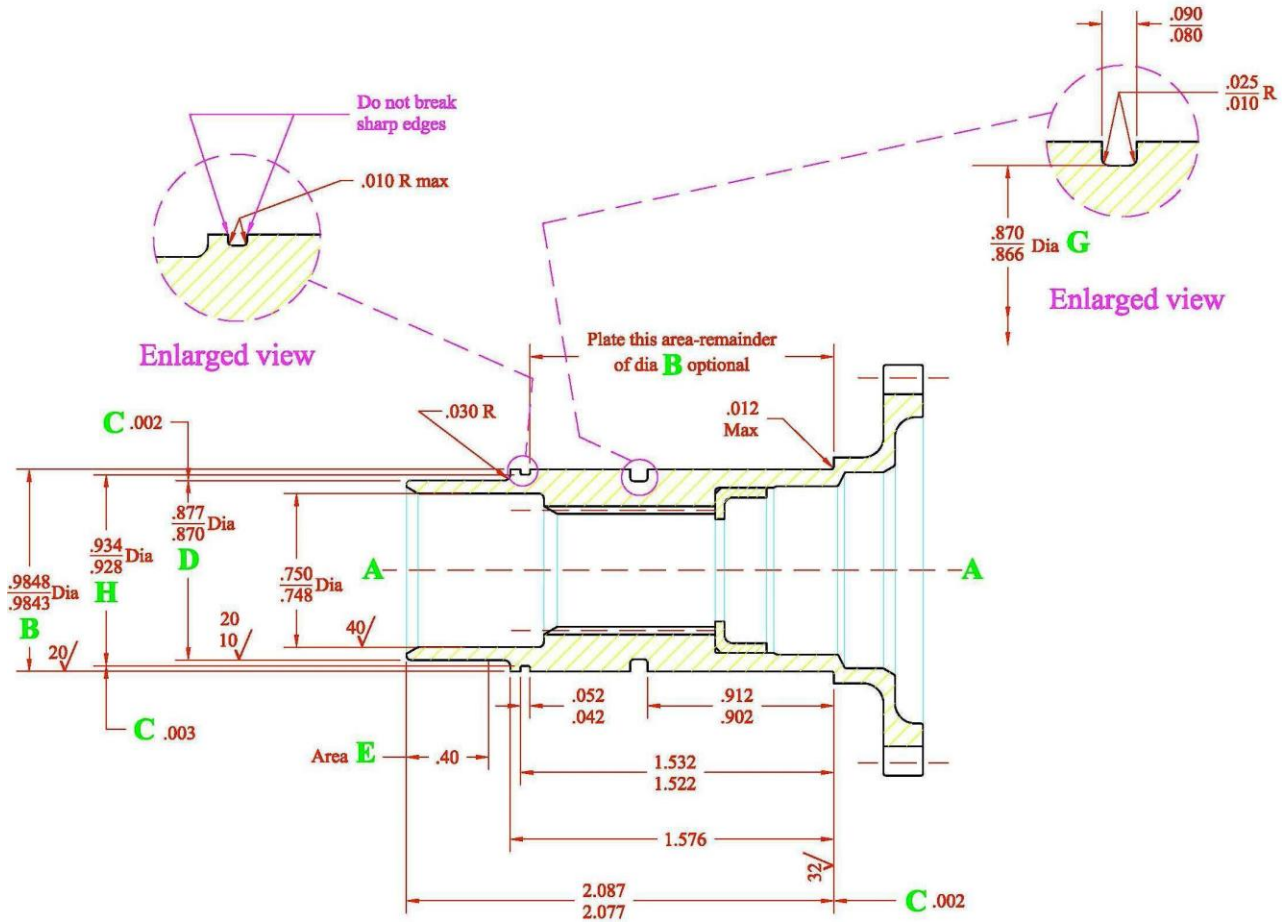 .090
.080
.025
.010 R
Do not break
sharp edges
.010 R max
.870
.866 Dia G
Enlarged view
Enlarged view
Plate this area-remainder
of dia B optional
C .002
.030 R
.012
Max
.877
.870 Dia
D
.934
.928 Dia
H
.9848
.9843 Dia
B
.750
.748 Dia
A
A
20
20
10
40
C .003
.052
.042
.912
.902
Area E
.40
1.532
1.522
1.576
32
2.087
2.077
C .002